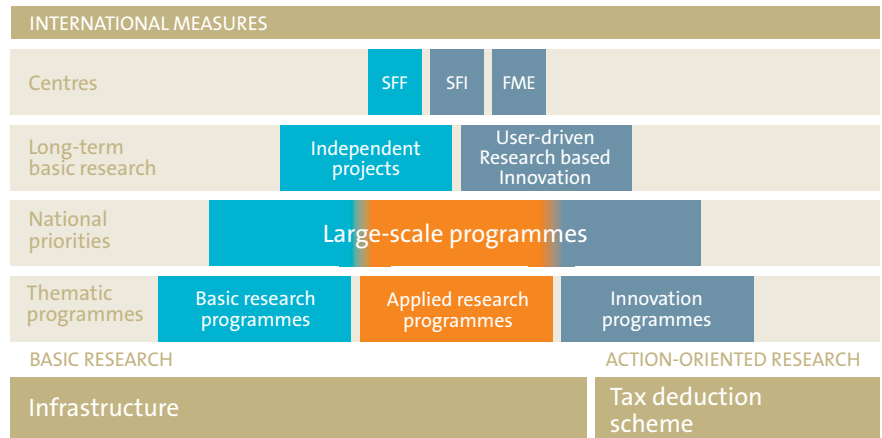 INTERNATIONAL MEASURES
Centres
SFF
SFI
FME
Long-term
basic research
Independent
projects
User-driven
Research based
Innovation
National
priorities
Large-scale programmes
Thematic
programmes
Basic research
programmes
Applied research
programmes
Innovation
programmes
BASIC RESEARCH
ACTION-ORIENTED RESEARCH
Infrastructure
Tax deduction
scheme